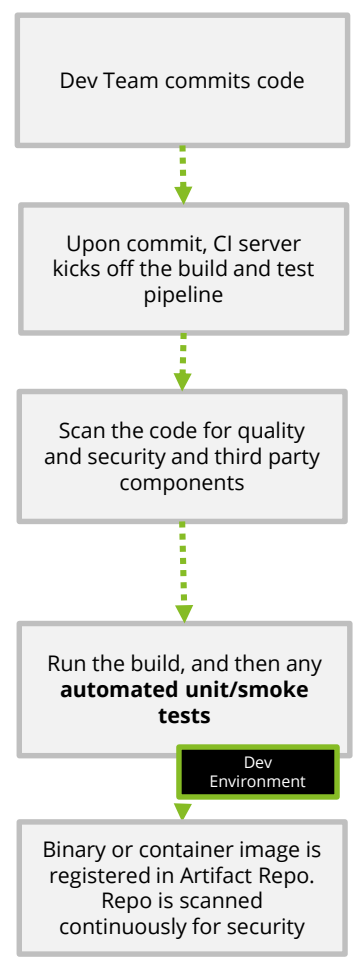 Dev Team commits code
Upon commit, CI server
kicks off the build and test
pipeline
Scan the code for quality
and security and third party
components
Run the build, and then any
automated unit/smoke
tests
Dev
Environment
Binary or container image is
registered in Artifact Repo.
Repo is scanned
continuously for security